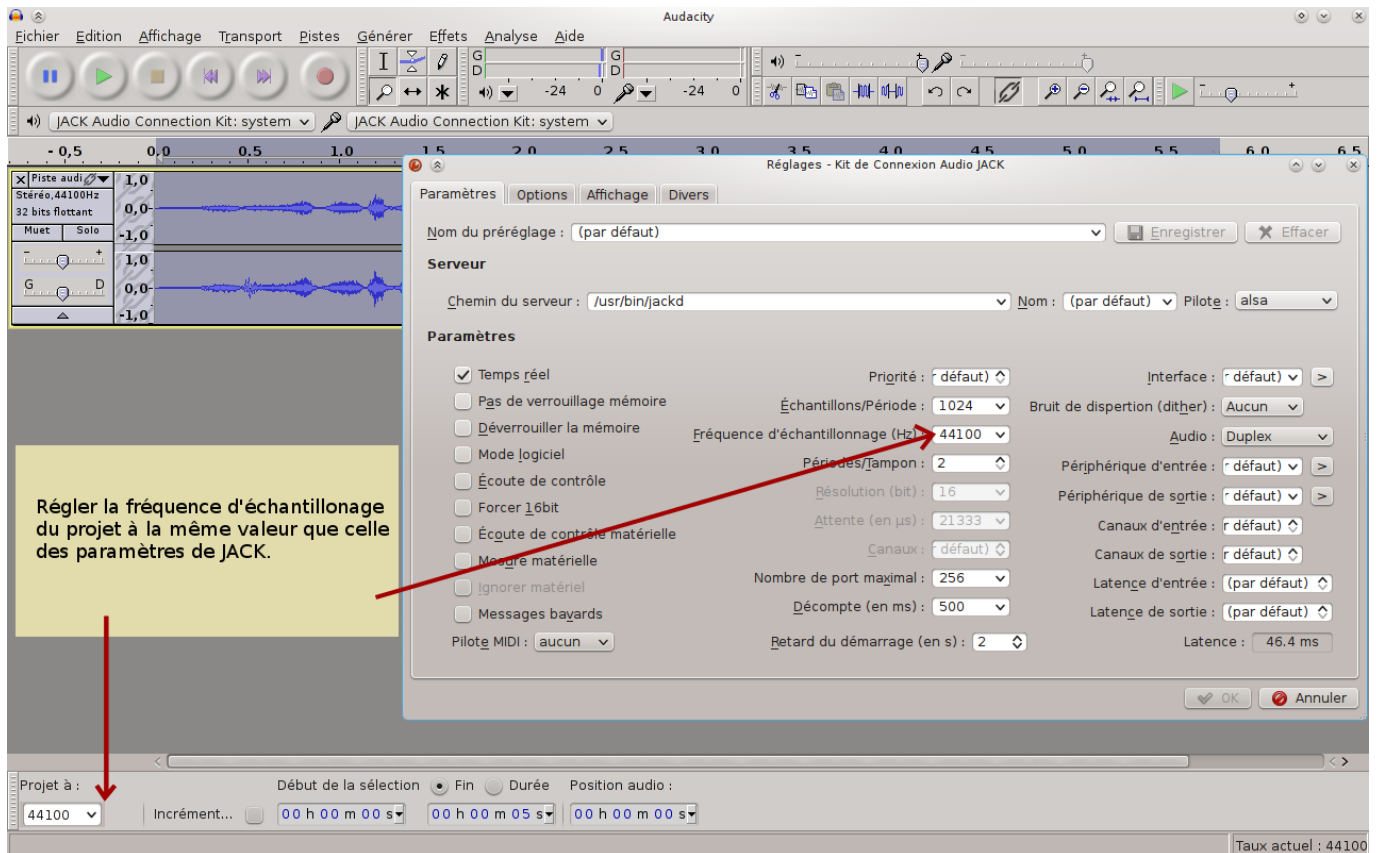 Audacity
Eichier Edition Affichage Transport Pistes Générer Effets Analyse Aide
G
D
-24 0
G
D
-24 0
JACK Audio Connection Kit: system JACK Audio Connection Kit: system
- 0,5 0,0 0,5 1,0 1,5 2,0 2,5 3,0 3,5 4,0 4,5 5,0 5,5 6,0 6,5
Piste audi
Stéréo,44100Hz
32 bits flottant
Muet Solo
- +
G D
1,0
0,0
-1,0
1,0
0,0
-1,0
Réglages - Kit de Connexion Audio JACK
Paramètres Options Affichage Divers
Nom du préréglage : (par défaut) Enregistrer Effacer
Serveur
Chemin du serveur : /usr/bin/jackd Nom : (par défaut) Pilote : alsa
Paramètres
Temps réel
Pas de verrouillage mémoire
Déverrouiller la mémoire
Mode logiciel
Écoute de contrôle
Forcer 16bit
Écoute de contrôle matérielle
Mesure matérielle
Ignorer matériel
Messages bavards
Pilote MIDI : aucun
Priorité : r défaut)
Échantillons/Période : 1024
Fréquence d'échantillonnage (Hz) : 44100
Périodes/Tampon : 2
Résolution (bit) : 16
Attente (en µs) : 21333
Canaux : r défaut)
Nombre de port maximal : 256
Décompte (en ms) : 500
Retard du démarrage (en s) : 2
Interface : r défaut) >
Bruit de dispertion (dither) : Aucun
Audio : Duplex
Périphérique d'entrée : r défaut) >
Périphérique de sortie : r défaut) >
Canaux d'entrée : r défaut)
Canaux de sortie : r défaut)
Latence d'entrée : (par défaut)
Latence de sortie : (par défaut)
Latence : 46.4 ms
OK Annuler
Régler la fréquence d'échantillonage
du projet à la même valeur que celle
des paramètres de JACK.
Projet à : Début de la sélection Fin Durée Position audio :
44100 Incrément... 00 h 00 m 00 s 00 h 00 m 05 s 00 h 00 m 00 s
Taux actuel : 44100